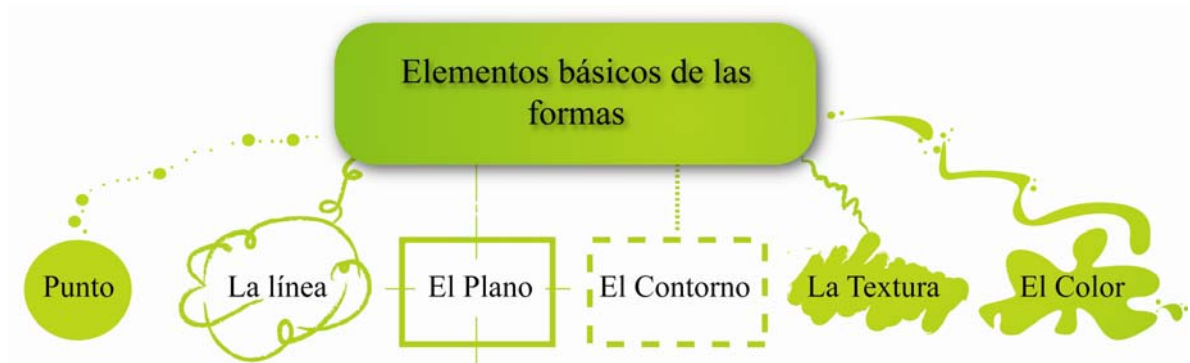 Elementos básicos de las
formas
Punto
La línea
El Plano
El Contorno
La Textura
El Color